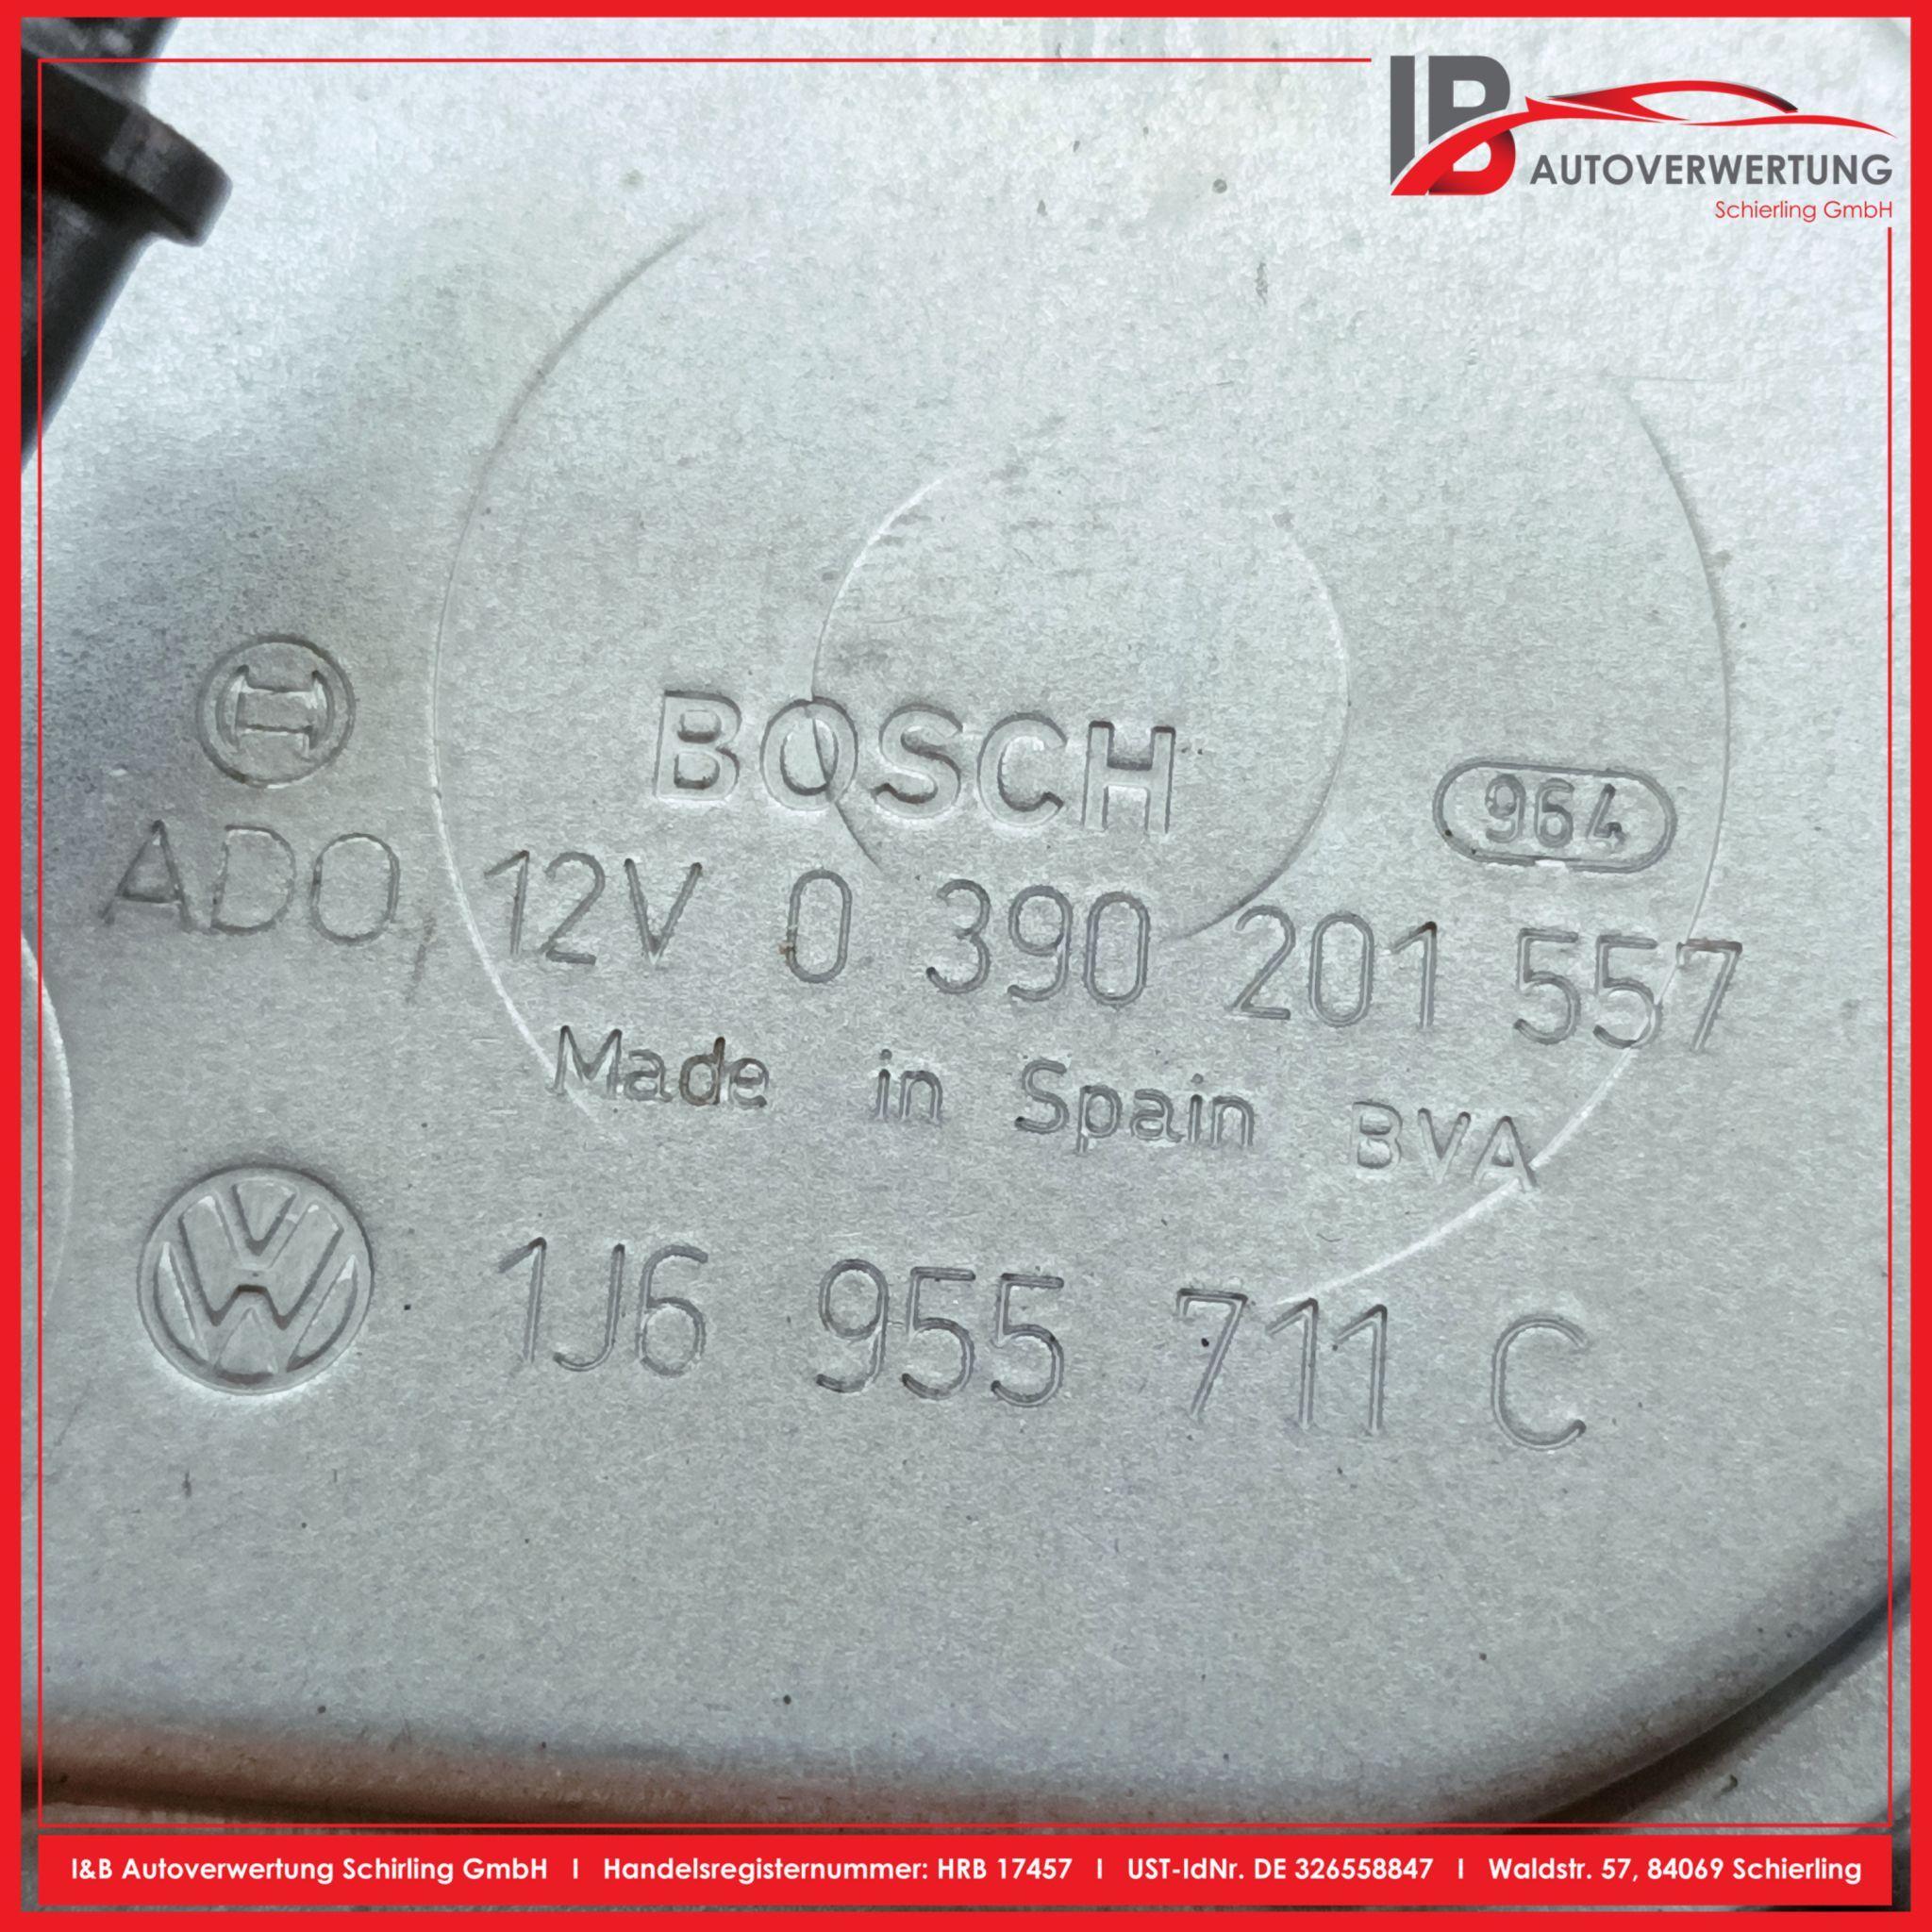 IB
AUTOVERWERTUNG
Schierling GmbH
BOSCH
964
ADO, 12V 0 390 201 557
Made in Spain BVA
1J6 955 711 C
I&B Autoverwertung Schirling GmbH I Handelsregisternummer: HRB 17457 I UST-IdNr. DE 326558847 I Waldstr. 57, 84069 Schierling